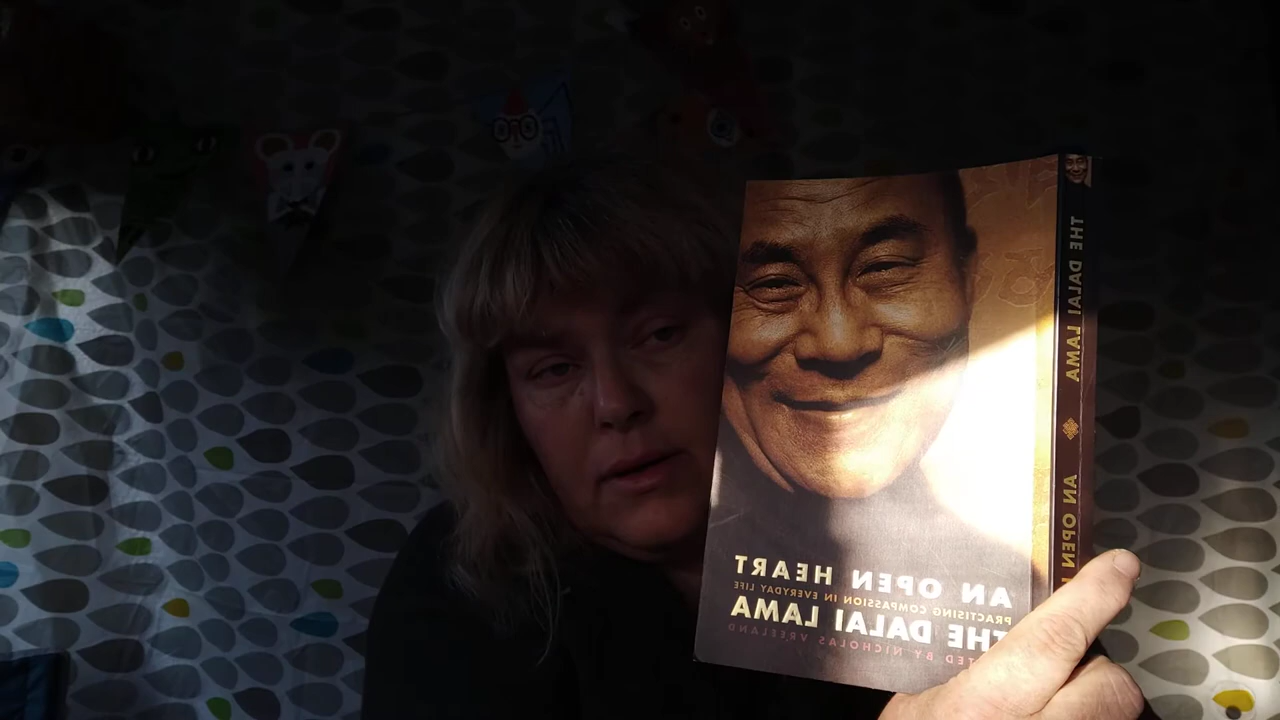 AN OPEN HEART
PRACTISING COMPASSION IN EVERYDAY LIFE
THE DALAI LAMA
TED BY NICHOLAS VREELAND
THE DALAI LAMA
AN OPEN